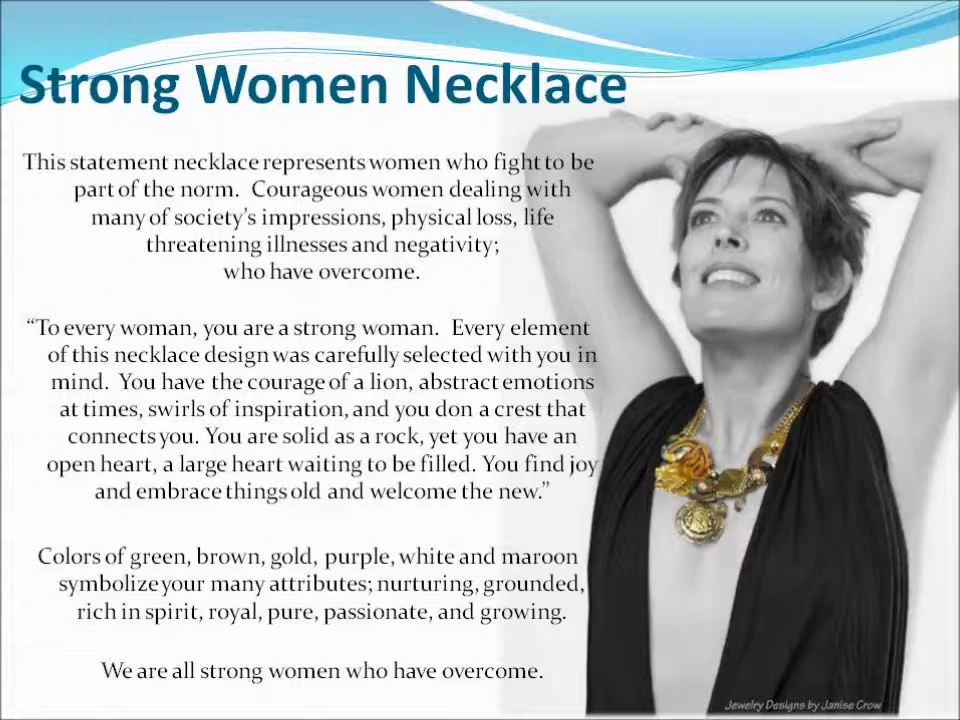 Strong Women Necklace
This statement necklace represents women who fight to be
part of the norm. Courageous women dealing with
many of society's impressions, physical loss, life
threatening illnesses and negativity;
who have overcome.
“To every woman, you are a strong woman. Every element
of this necklace design was carefully selected with you in
mind. You have the courage of a lion, abstract emotions
at times, swirls of inspiration, and you don a crest that
connects you. You are solid as a rock, yet you have an
open heart, a large heart waiting to be filled. You find joy
and embrace things old and welcome the new.”
Colors of green, brown, gold, purple, white and maroon
symbolize your many attributes; nurturing, grounded,
rich in spirit, royal, pure, passionate, and growing.
We are all strong women who have overcome.
Jewelry Designs by Janise Crow